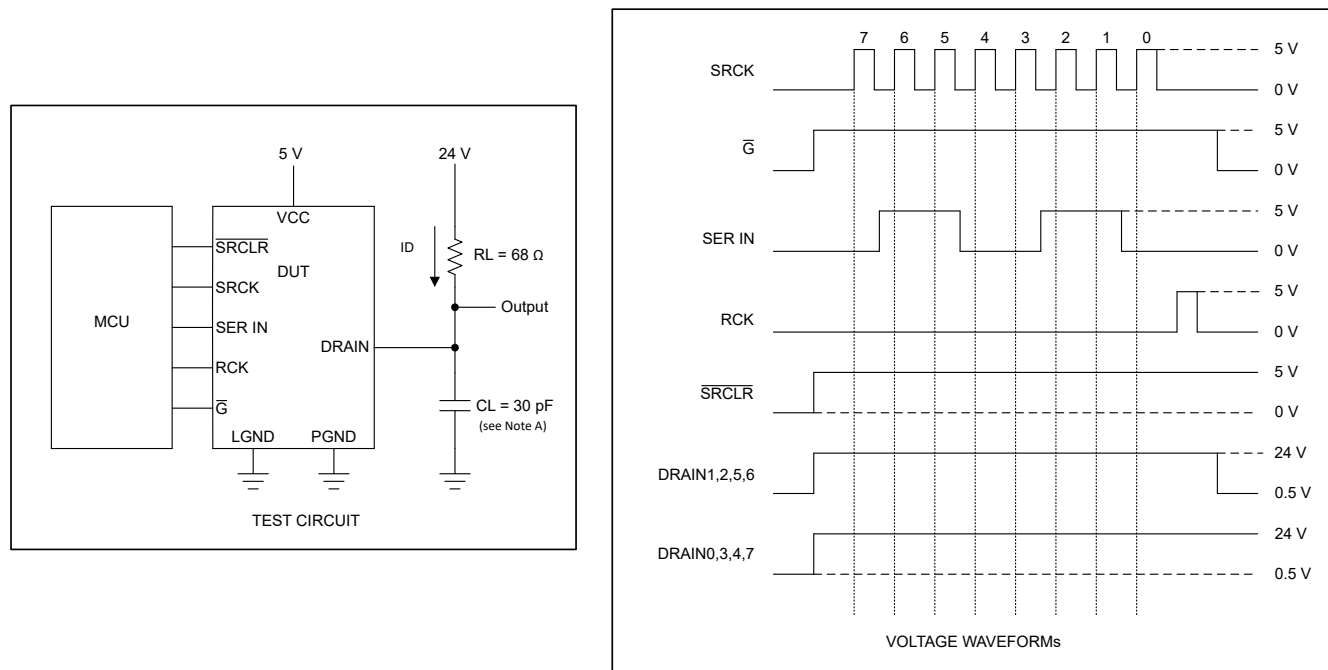 5 V
24 V
VCC
SRCLR
DUT
ID
RL = 68 Ω
SRCK
Output
MCU
SER IN
DRAIN
RCK
G
CL = 30 pF
(see Note A)
LGND
PGND
TEST CIRCUIT
7 6 5 4 3 2 1 0
SRCK
5 V
0 V
G
5 V
0 V
SER IN
5 V
0 V
RCK
5 V
0 V
SRCLR
5 V
0 V
DRAIN1,2,5,6
24 V
0.5 V
DRAIN0,3,4,7
24 V
0.5 V
VOLTAGE WAVEFORMs